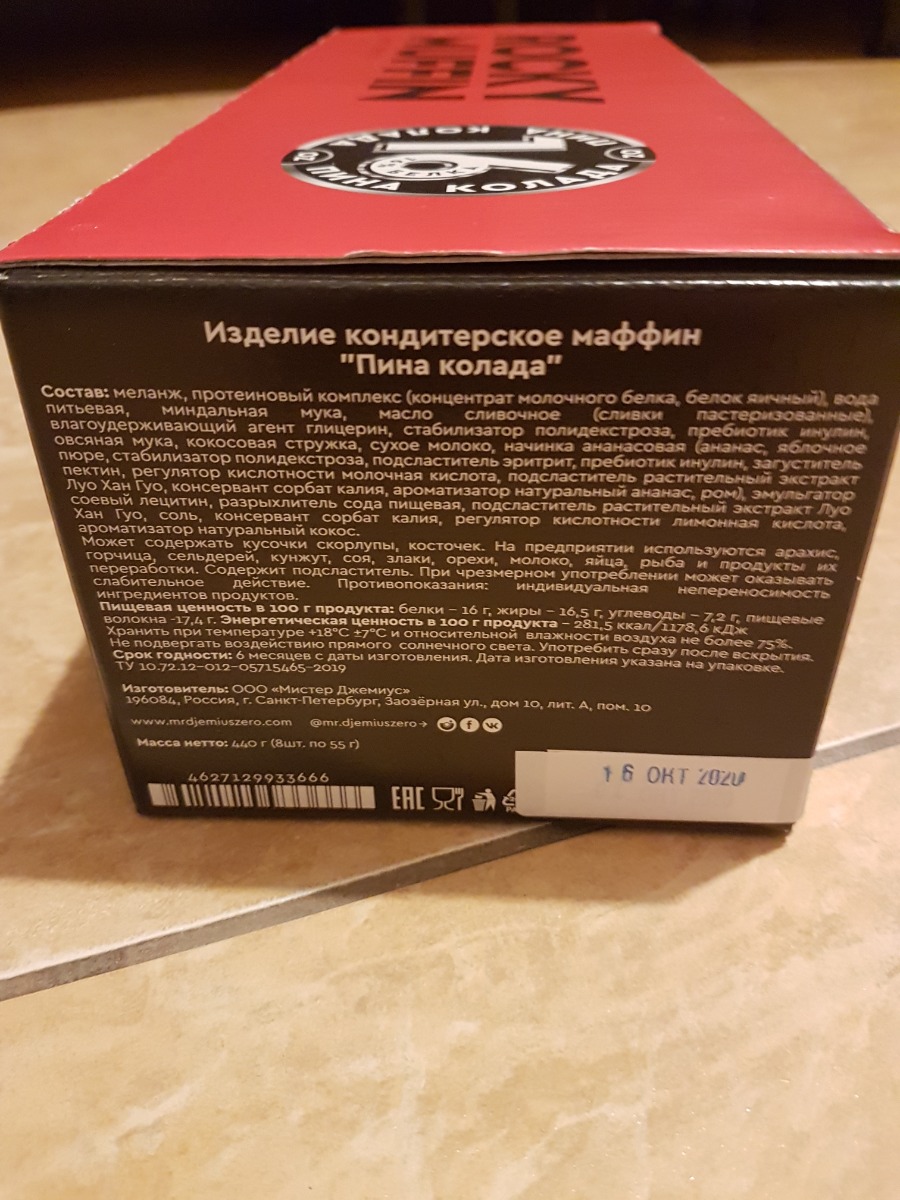 ROCKY
MUFFIN
ПИНА КОЛАДА
ПИНА КОЛАДА
Изделие кондитерское маффин
"Пина колада"
Состав: меланж, протеиновый комплекс (концентрат молочного белка, белок яичный), вода
питьевая, миндальная мука, масло сливочное (сливки пастеризованные),
влагоудерживающий агент глицерин, стабилизатор полидекстроза, пребиотик инулин,
овсяная мука, кокосовая стружка, сухое молоко, начинка ананасовая (ананас, яблочное
пюре, стабилизатор полидекстроза, подсластитель эритрит, пребиотик инулин, загуститель
пектин, регулятор кислотности молочная кислота, подсластитель растительный экстракт
Луо Хан Гуо, консервант сорбат калия, ароматизатор натуральный ананас, ром), эмульгатор
соевый лецитин, разрыхлитель сода пищевая, подсластитель растительный экстракт Луо
Хан Гуо, соль, консервант сорбат калия, регулятор кислотности лимонная кислота,
ароматизатор натуральный кокос.
Может содержать кусочки скорлупы, косточек. На предприятии используются арахис,
горчица, сельдерей, кунжут, соя, злаки, орехи, молоко, яйца, рыба и продукты их
переработки. Содержит подсластитель. При чрезмерном употреблении может оказывать
слабительное действие. Противопоказания: индивидуальная непереносимость
ингредиентов продуктов.
Пищевая ценность в 100 г продукта: белки – 16 г, жиры – 16,5 г, углеводы – 7,2 г, пищевые
волокна -17,4 г. Энергетическая ценность в 100 г продукта – 281,5 ккал/1178,6 кДж
Хранить при температуре +18°С ±7°С и относительной влажности воздуха не более 75%.
Не подвергать воздействию прямого солнечного света. Употребить сразу после вскрытия.
Срок годности: 6 месяцев с даты изготовления. Дата изготовления указана на упаковке.
ТУ 10.72.12-012-05715465-2019
Изготовитель: ООО «Мистер Джемиус»
196084, Россия, г. Санкт-Петербург, Заозёрная ул., дом 10, лит. А, пом. 10
www.mrdjemiuszero.com @mr.djemiuszero→
Масса нетто: 440 г (8шт. по 55 г)
4627129933666
EAC
16 ОКТ 2020